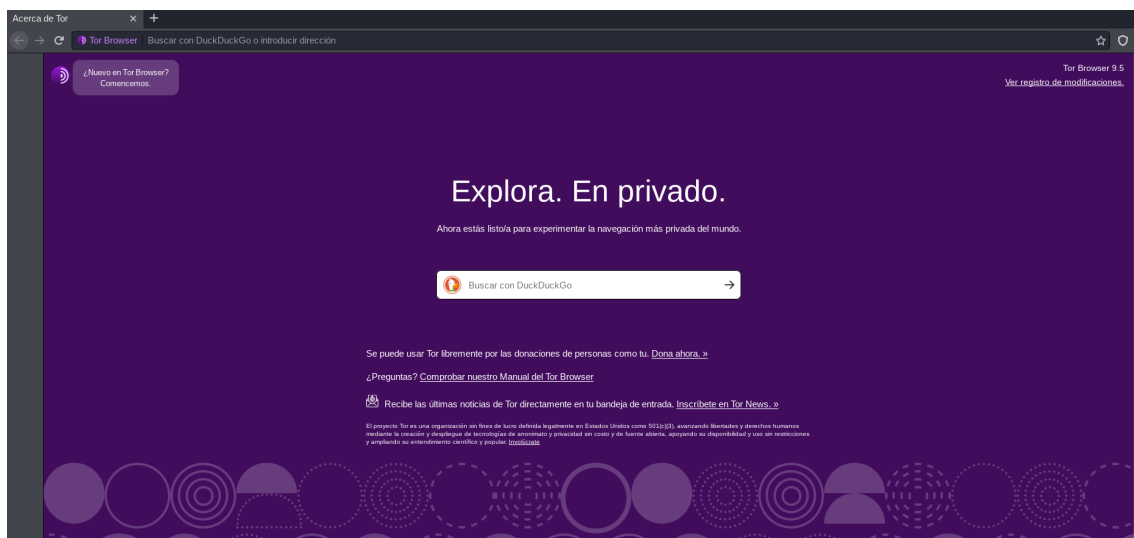 Acerca de Tor
Tor Browser Buscar con DuckDuckGo o introducir dirección
¿Nuevo en Tor Browser?
Comencemos.
Tor Browser 9.5
Ver registro de modificaciones.
Explora. En privado.
Ahora estás listo/a para experimentar la navegación más privada del mundo.
Buscar con DuckDuckGo
Se puede usar Tor libremente por las donaciones de personas como tu. Dona ahora. »
¿Preguntas? Comprobar nuestro Manual del Tor Browser
Recibe las últimas noticias de Tor directamente en tu bandeja de entrada. Inscríbete en Tor News. »
El proyecto Tor es una organización sin fines de lucro definida legalmente en Estados Unidos como 501(c)(3), avanzando libertades y derechos humanos
mediante la creación y despliegue de tecnologías de anonimato y privacidad sin costo y de fuente abierta, apoyando su disponibilidad y uso sin restricciones
y ampliando su entendimiento científico y popular. Involúcrate